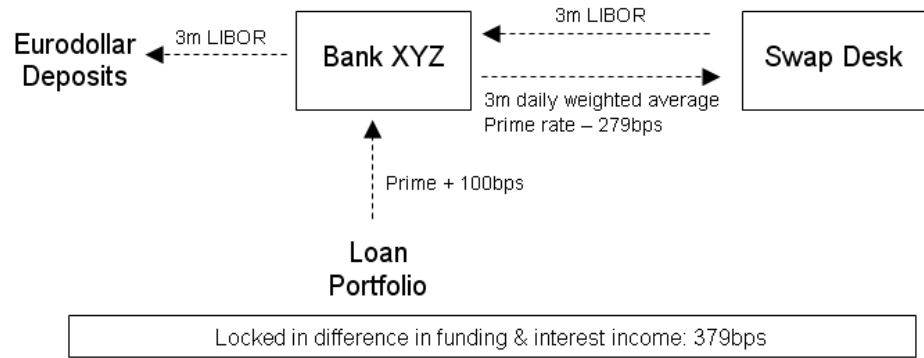 3m LIBOR
Eurodollar
Deposits
3m LIBOR
Bank XYZ
Swap Desk
3m daily weighted average
Prime rate – 279bps
Prime + 100bps
Loan
Portfolio
Locked in difference in funding & interest income: 379bps